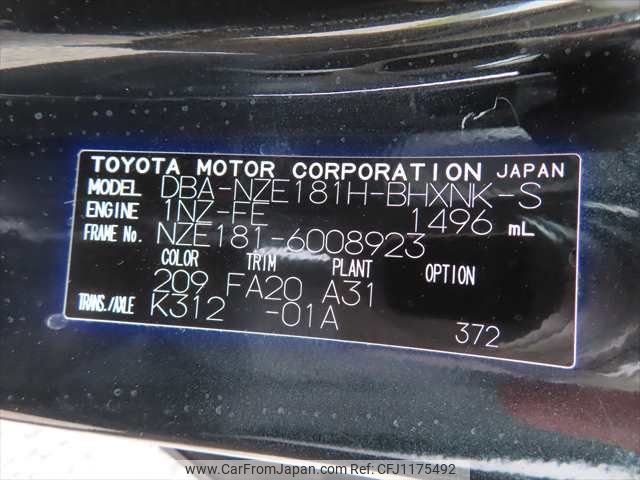 TOYOTA MOTOR CORPORATION JAPAN
MODEL DBA-NZE181H-BHXNK-S
ENGINE 1NZ-FE 1496 mL
FRAME No. NZE181-6008923
COLOR TRIM PLANT OPTION
209 FA20 A31
TRANS./AXLE K312 -01A
372
www.CarFromJapan.com - CFJ1175492